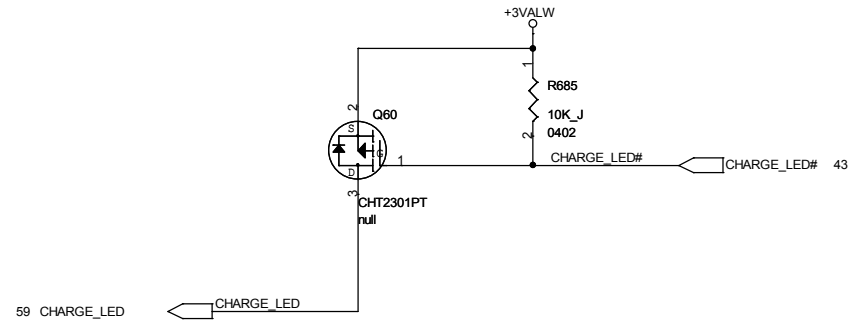 +3VALW
1
R685
10K_J
0402
2
2
Q60
S
G
D
1
CHARGE_LED#
CHARGE_LED# 43
3
CHT2301PT
null
CHARGE_LED
59 CHARGE_LED